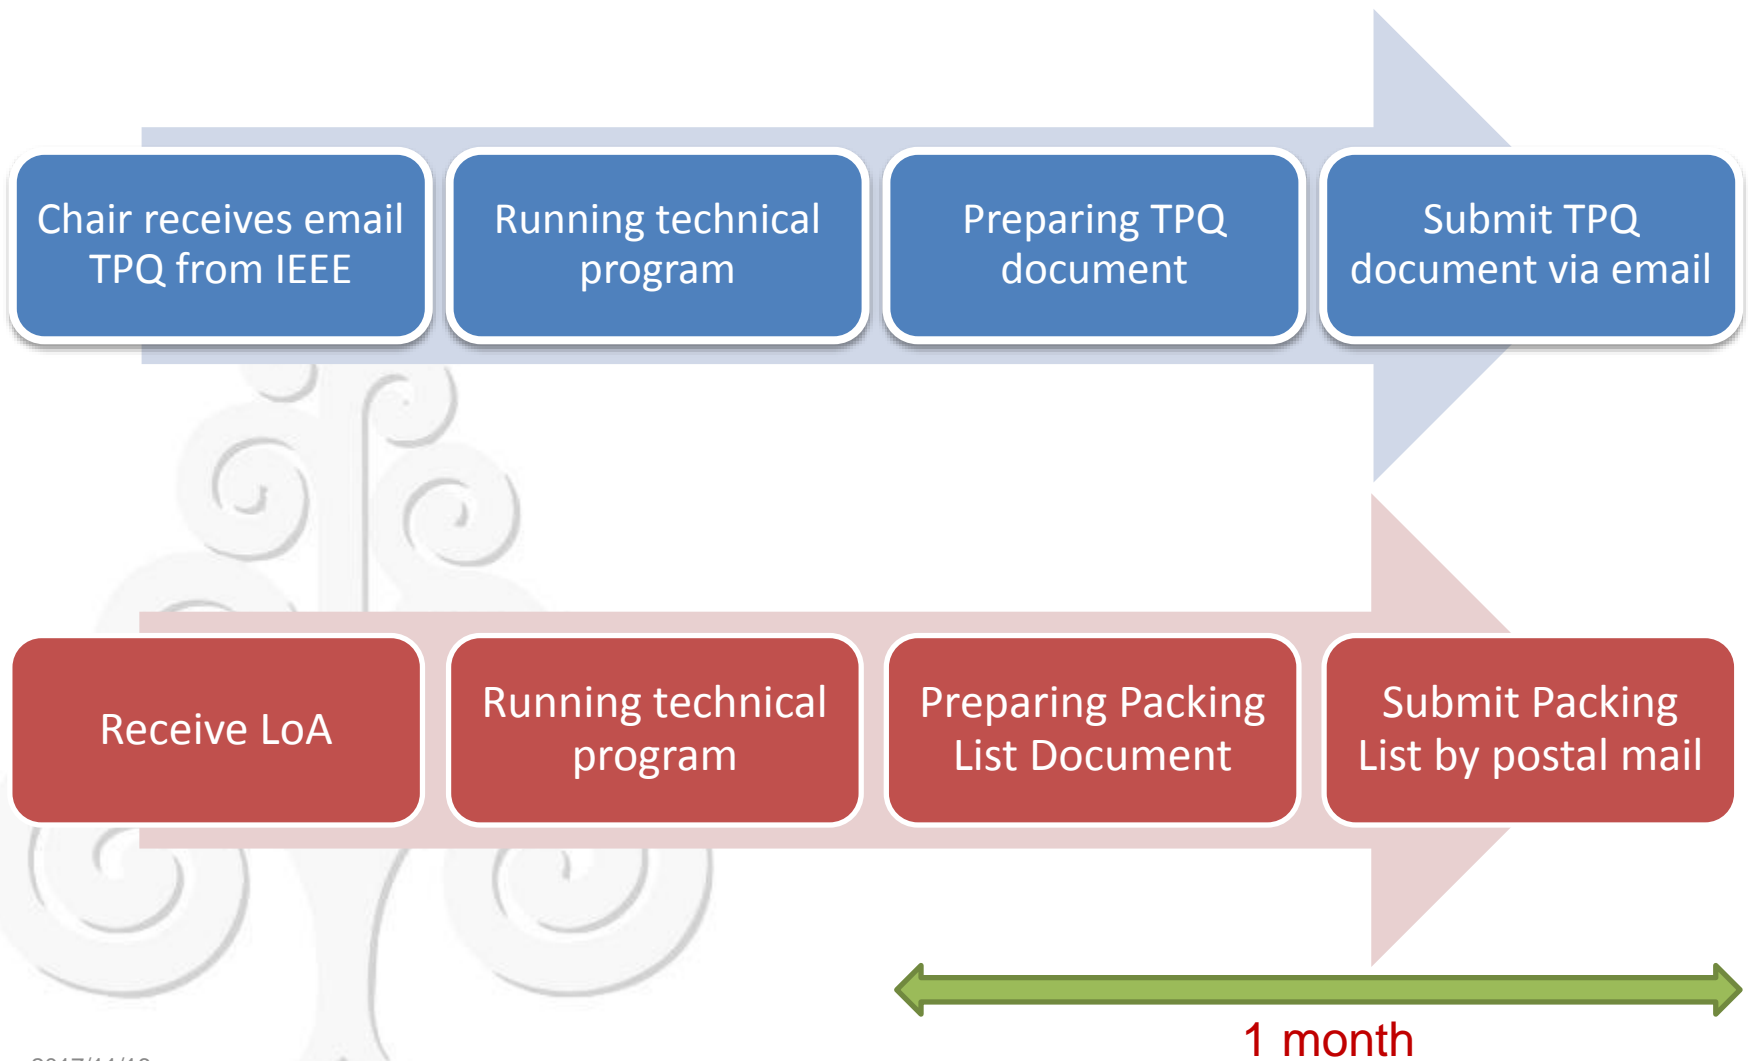 Chair receives email
TPQ from IEEE
Running technical
program
Preparing TPQ
document
Submit TPQ
document via email
Receive LoA
Running technical
program
Preparing Packing
List Document
Submit Packing
List by postal mail
1 month